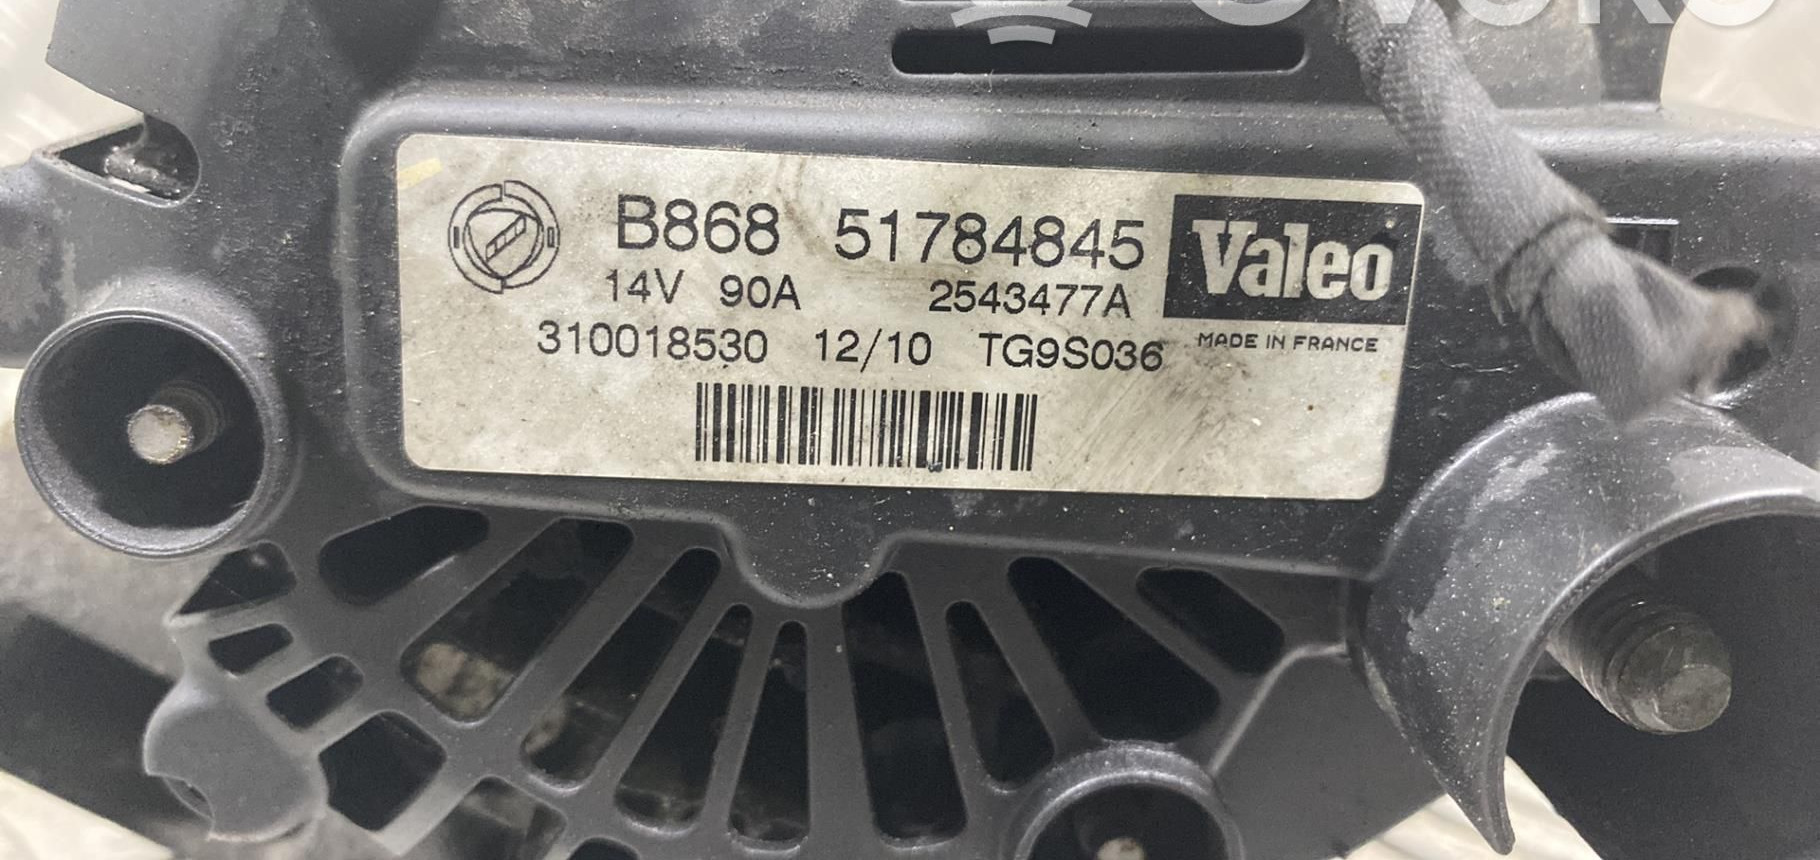 B868 51784845
Valeo
14V 90A 2543477A
310018530 12/10 TG9S036
MADE IN FRANCE